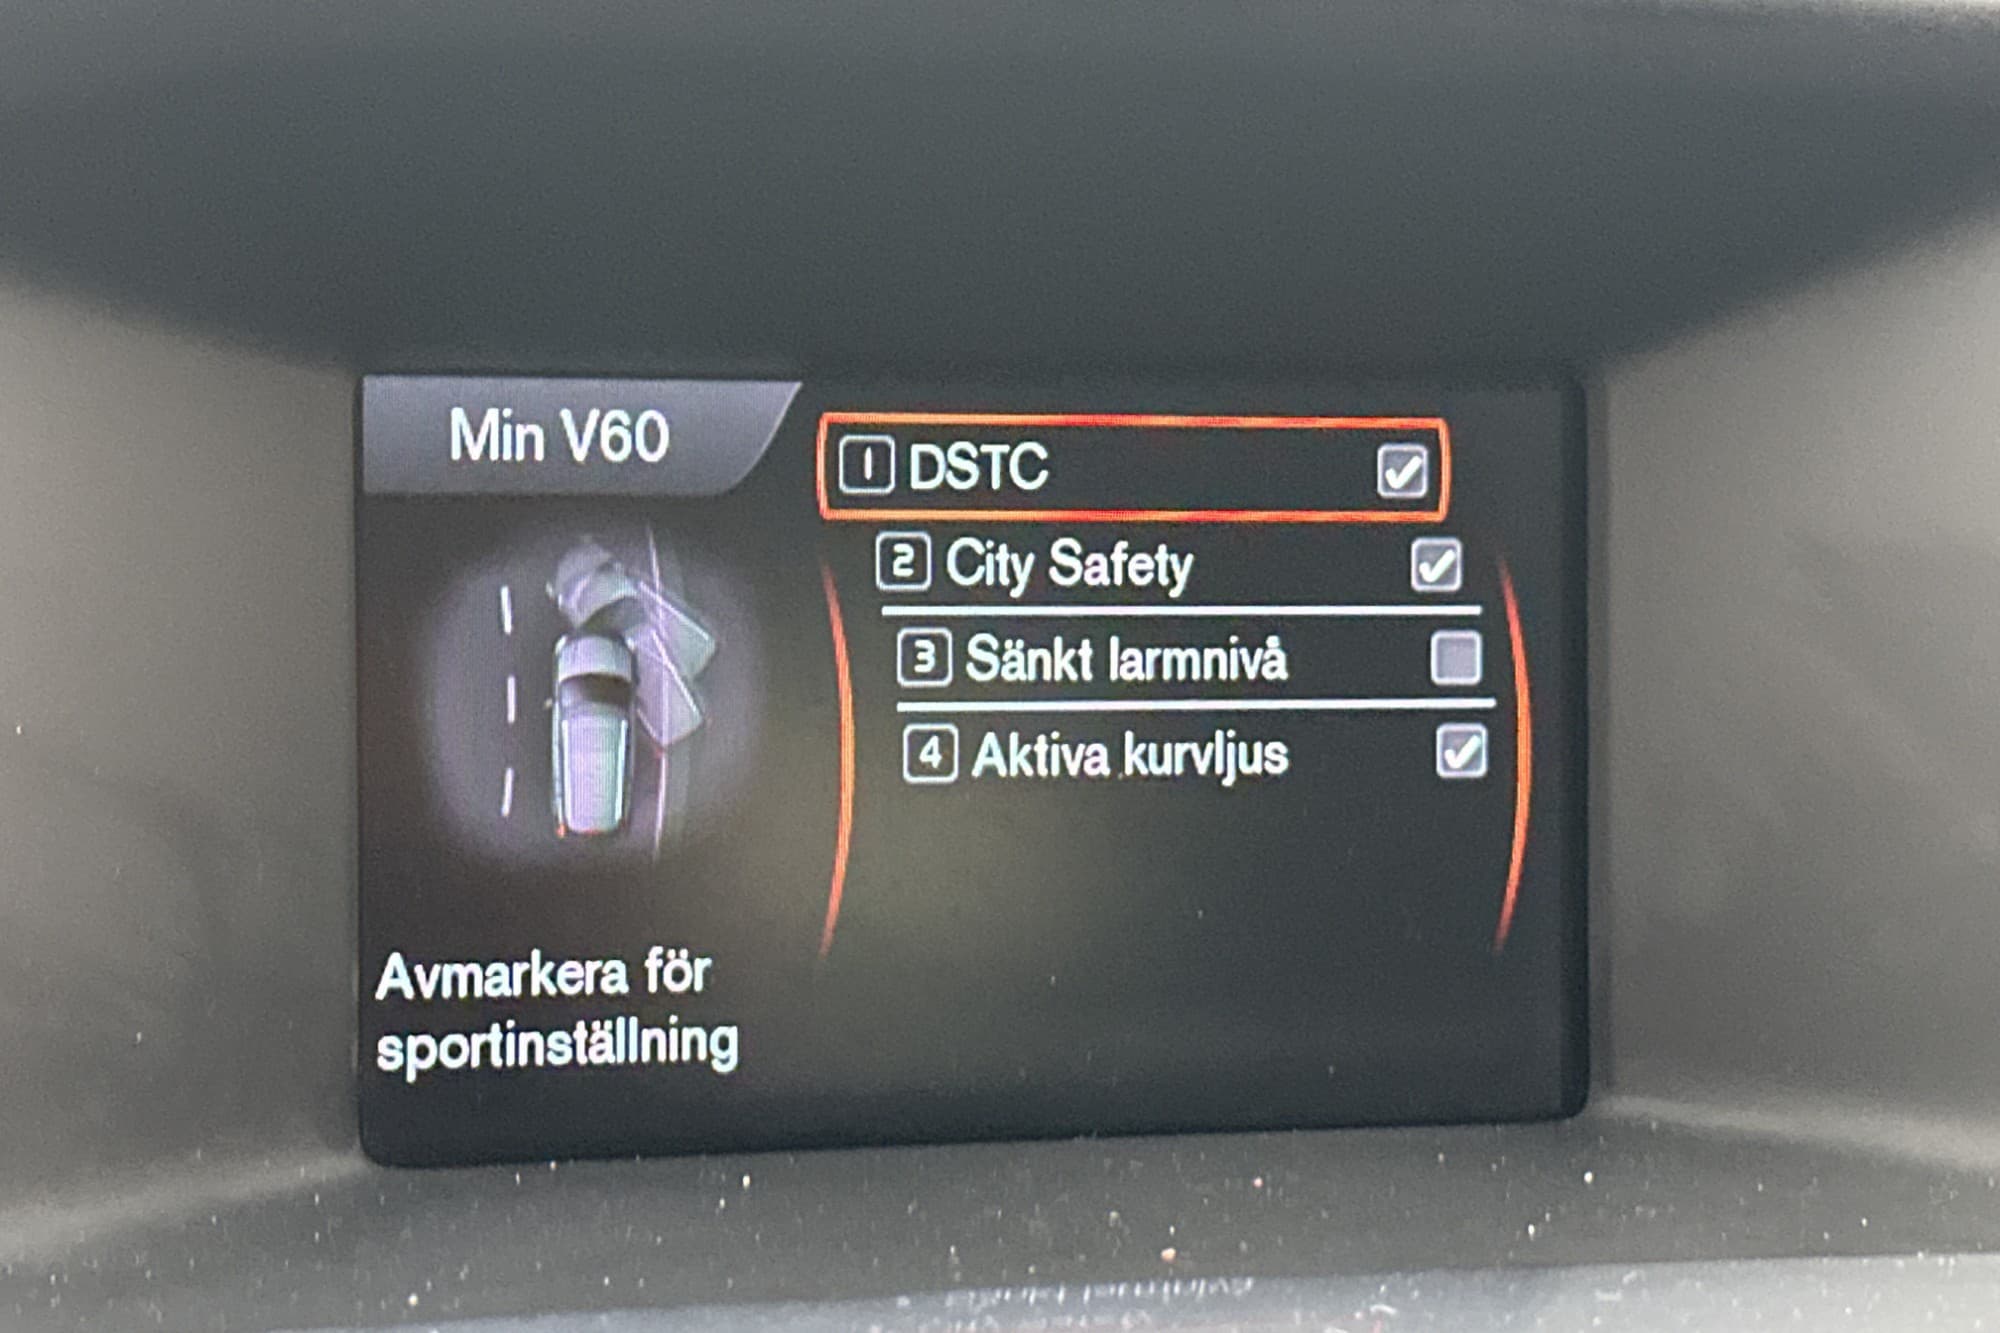 Min V60
1 DSTC
2 City Safety
3 Sänkt larmnivå
4 Aktiva kurvljus
Avmarkera för
sportinställning